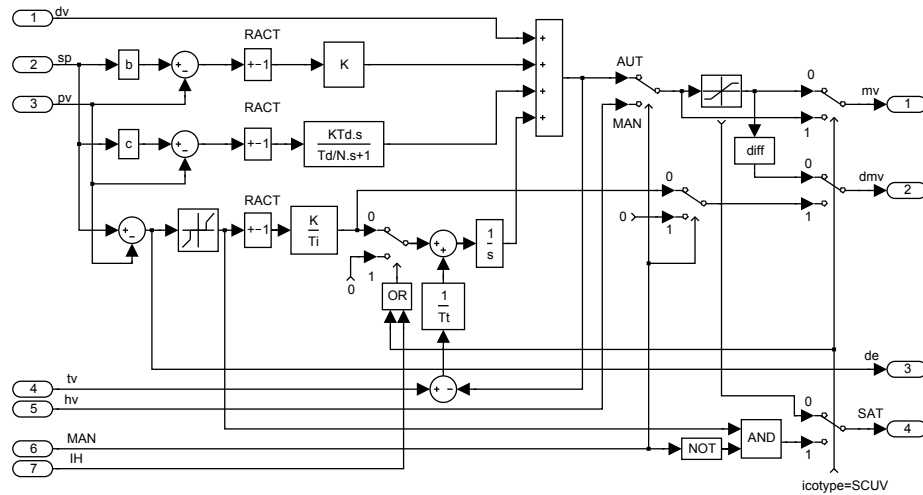 1 dv
2 sp
3 pv
4 tv
5 hv
6 MAN
7 IH
b
+
−
RACT
+−1
K
c
+
−
RACT
+−1
KTd.s
Td/N.s+1
+
−
RACT
+−1
K
Ti
0
1
0
OR
+
+
1
s
1
Tt
+ −
+
+
+
+
AUT
MAN
0
1
0
diff
NOT
AND
0
1
mv 1
0
1
dmv 2
de 3
0
1
SAT 4
icotype=SCUV